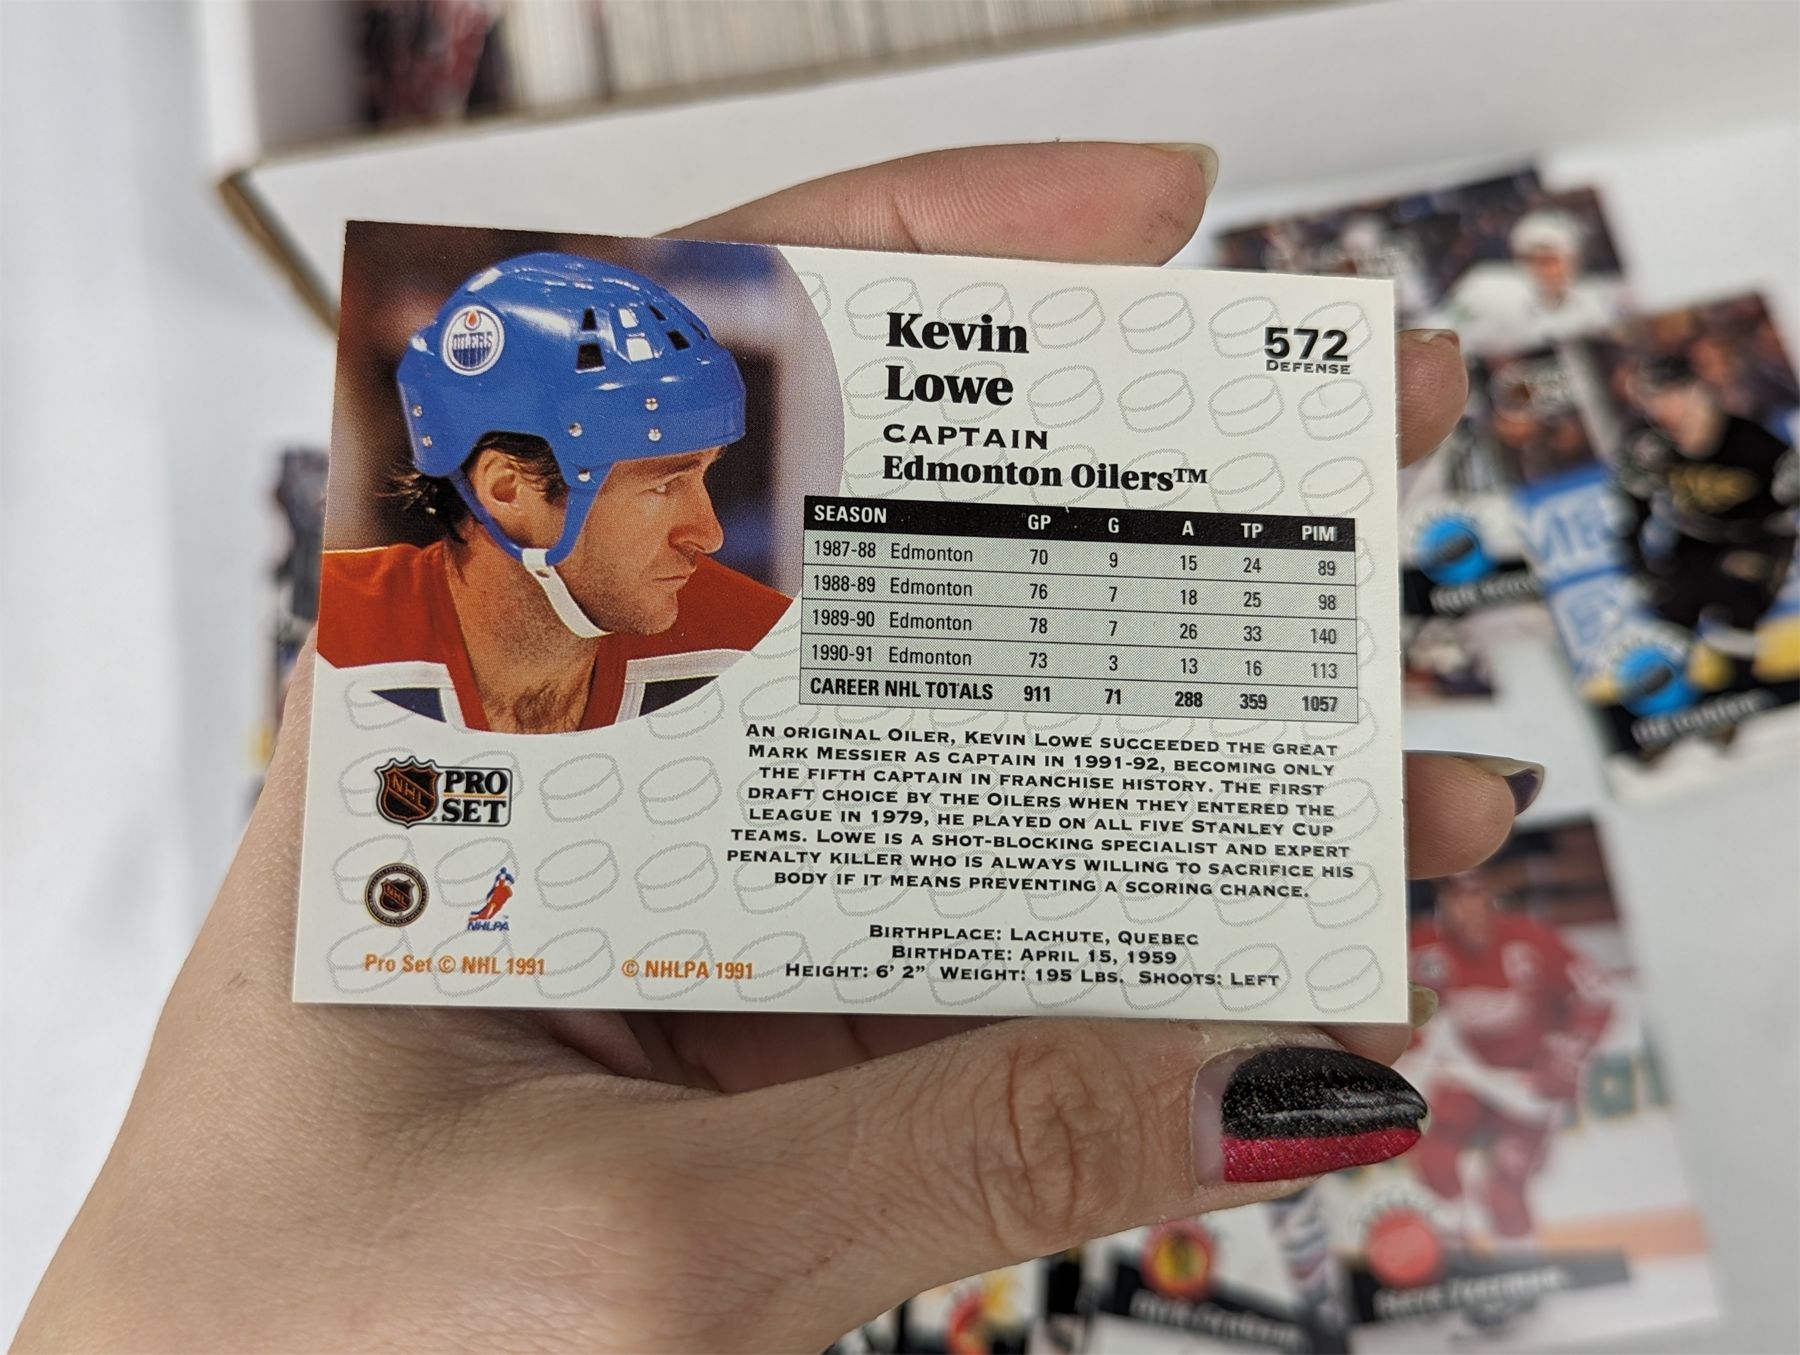 OILERS
Kevin
Lowe
CAPTAIN
Edmonton Oilers™
572
DEFENSE
SEASON GP G A TP PIM
1987-88 Edmonton 70 9 15 24 89
1988-89 Edmonton 76 7 18 25 98
1989-90 Edmonton 78 7 26 33 140
1990-91 Edmonton 73 3 13 16 113
CAREER NHL TOTALS 911 71 288 359 1057
AN ORIGINAL OILER, KEVIN LOWE SUCCEEDED THE GREAT
MARK MESSIER AS CAPTAIN IN 1991-92, BECOMING ONLY
THE FIFTH CAPTAIN IN FRANCHISE HISTORY. THE FIRST
DRAFT CHOICE BY THE OILERS WHEN THEY ENTERED THE
LEAGUE IN 1979, HE PLAYED ON ALL FIVE STANLEY CUP
TEAMS. LOWE IS A SHOT-BLOCKING SPECIALIST AND EXPERT
PENALTY KILLER WHO IS ALWAYS WILLING TO SACRIFICE HIS
BODY IF IT MEANS PREVENTING A SCORING CHANCE.
BIRTHPLACE: LACHUTE, QUEBEC
BIRTHDATE: APRIL 15, 1959
HEIGHT: 6' 2" WEIGHT: 195 LBS. SHOOTS: LEFT
NHL PRO
SET
NHL
NHLPA
Pro Set © NHL 1991
© NHLPA 1991